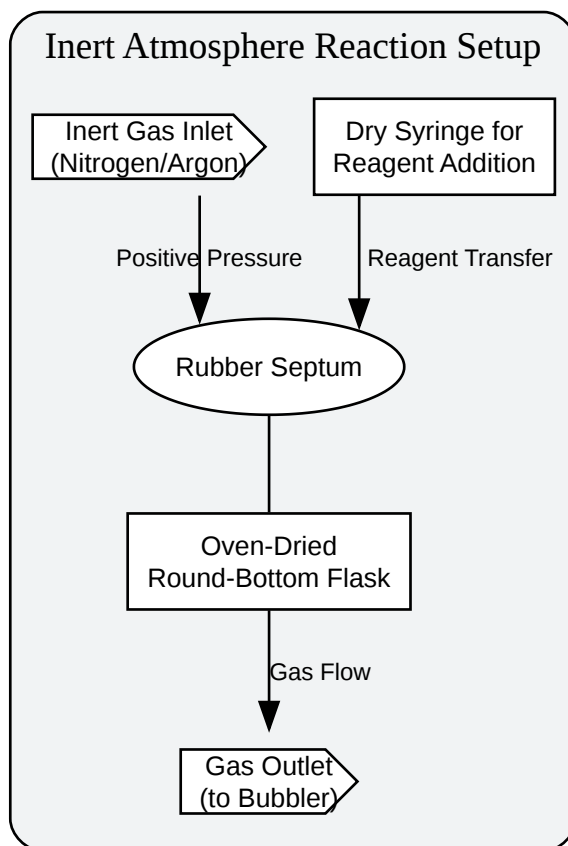 Inert Atmosphere Reaction Setup
Inert Gas Inlet
(Nitrogen/Argon)
Dry Syringe for
Reagent Addition
Positive Pressure
Reagent Transfer
Rubber Septum
Oven-Dried
Round-Bottom Flask
Gas Flow
Gas Outlet
(to Bubbler)